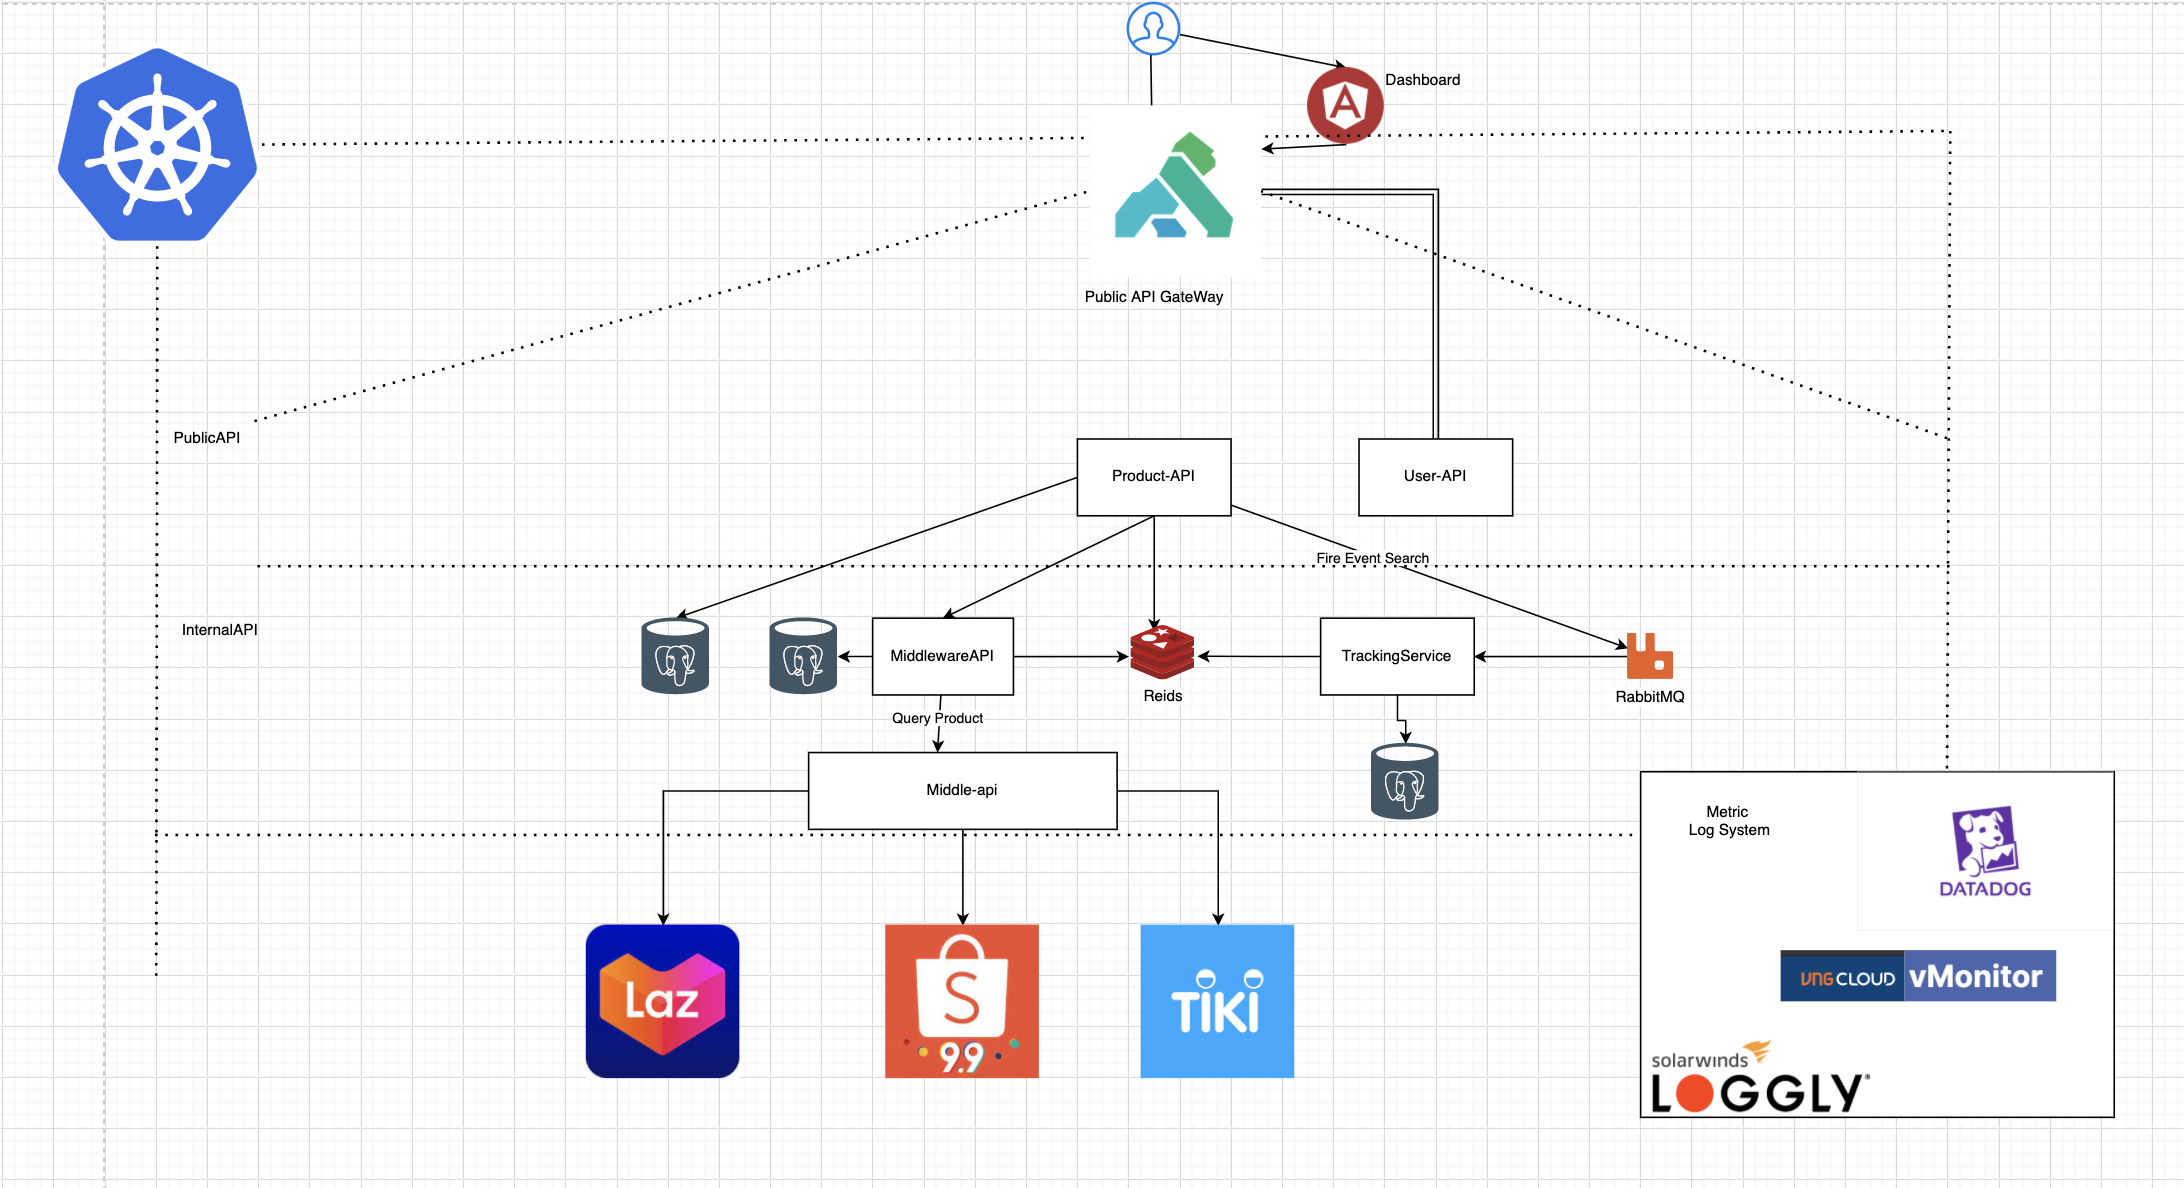 Dashboard
Public API GateWay
PublicAPI
Product-API
User-API
Fire Event Search
InternalAPI
MiddlewareAPI
TrackingService
Reids
RabbitMQ
Query Product
Middle-api
Metric
Log System
DATADOG
VNG CLOUD vMonitor
Laz
S
9.9
TiKi
solarwinds
LOGGLY